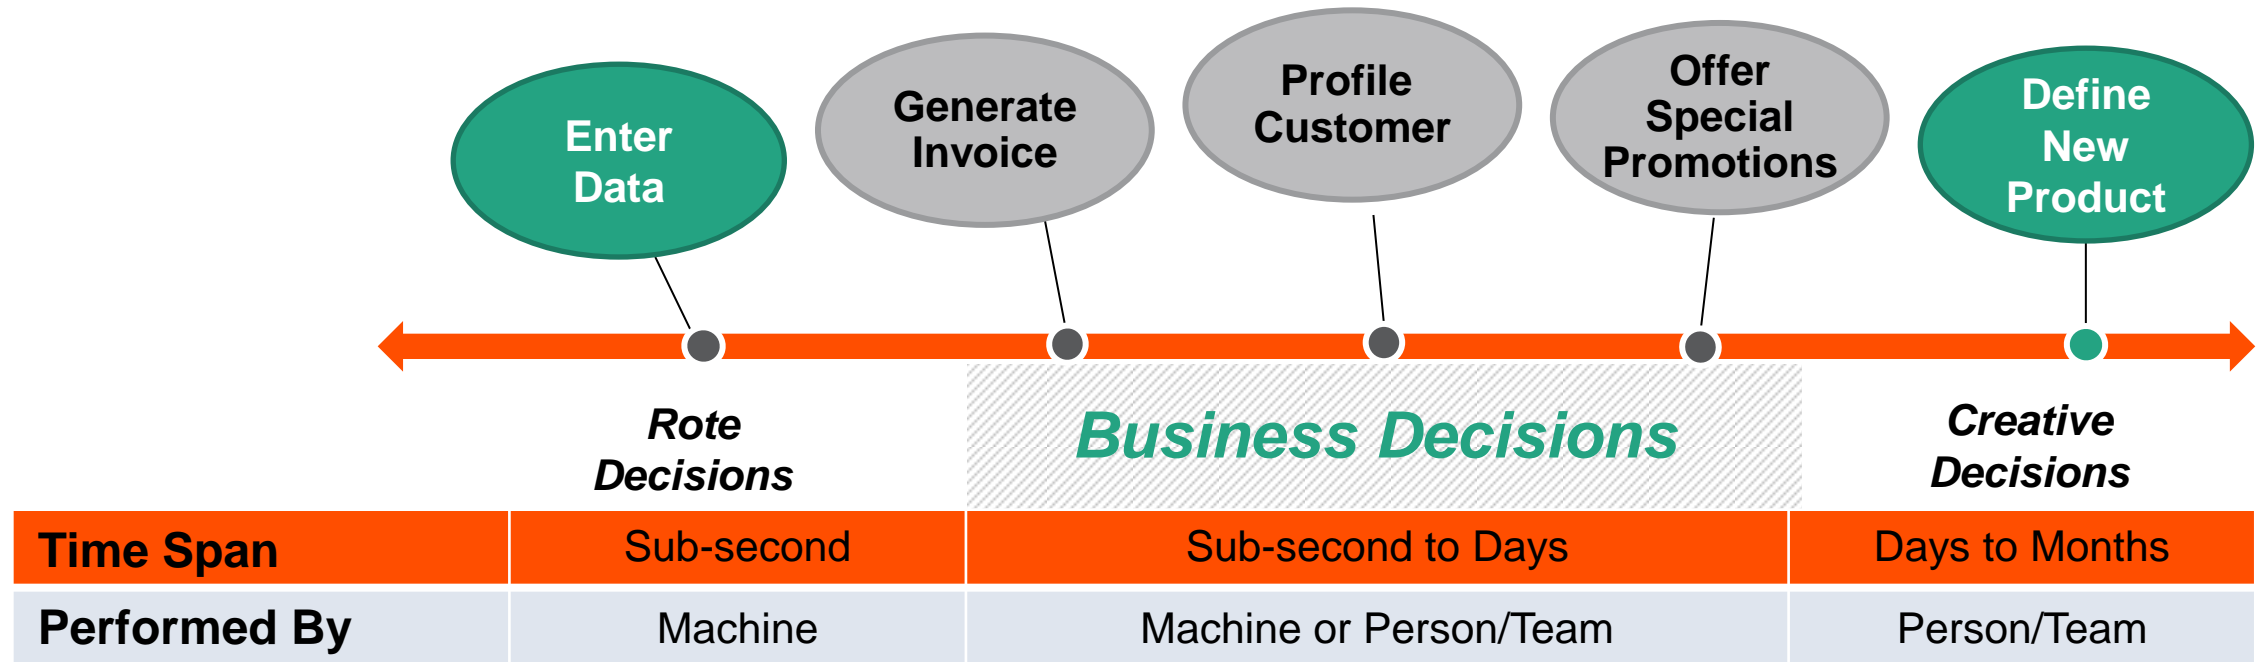 Enter
Data
Generate
Invoice
Profile
Customer
Offer
Special
Promotions
Define
New
Product
Rote
Decisions
Business Decisions
Creative
Decisions
Time Span
Sub-second
Sub-second to Days
Days to Months
Performed By
Machine
Machine or Person/Team
Person/Team